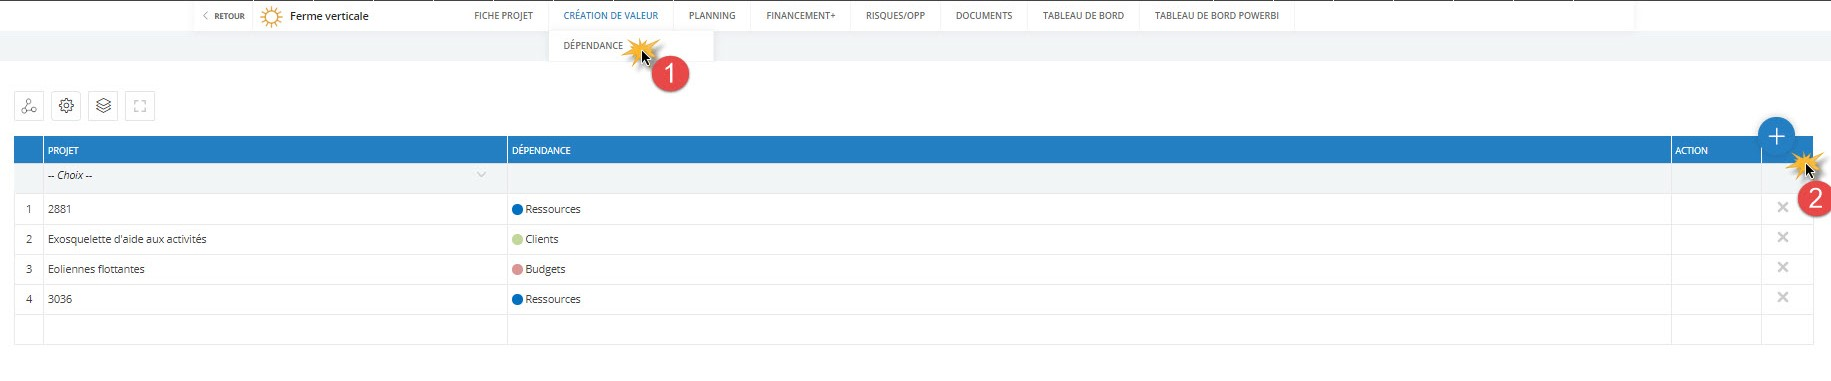 RETOUR Ferme verticale FICHE PROJET CRÉATION DE VALEUR PLANNING FINANCEMENT+ RISQUES/OPP DOCUMENTS TABLEAU DE BORD TABLEAU DE BORD POWERBI
DÉPENDANCE
1
PROJET DÉPENDANCE ACTION
-- Choix --
2
1 2881 Ressources
2 Exosquelette d'aide aux activités Clients
3 Eoliennes flottantes Budgets
4 3036 Ressources